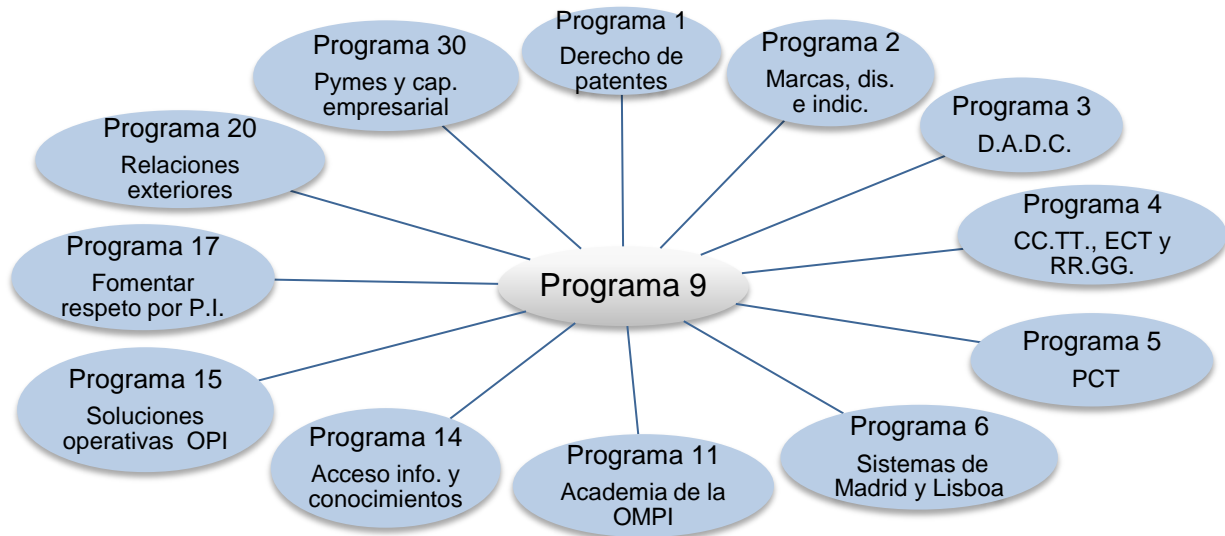 Programa 1
Derecho de
patentes
Programa 2
Marcas, dis.
e indic.
Programa 3
D.A.D.C.
Programa 4
CC.TT., ECT y
RR.GG.
Programa 5
PCT
Programa 6
Sistemas de
Madrid y Lisboa
Programa 11
Academia de la
OMPI
Programa 14
Acceso info. y
conocimientos
Programa 15
Soluciones
operativas OPI
Programa 17
Fomentar
respeto por P.I.
Programa 20
Relaciones
exteriores
Programa 30
Pymes y cap.
empresarial
Programa 9